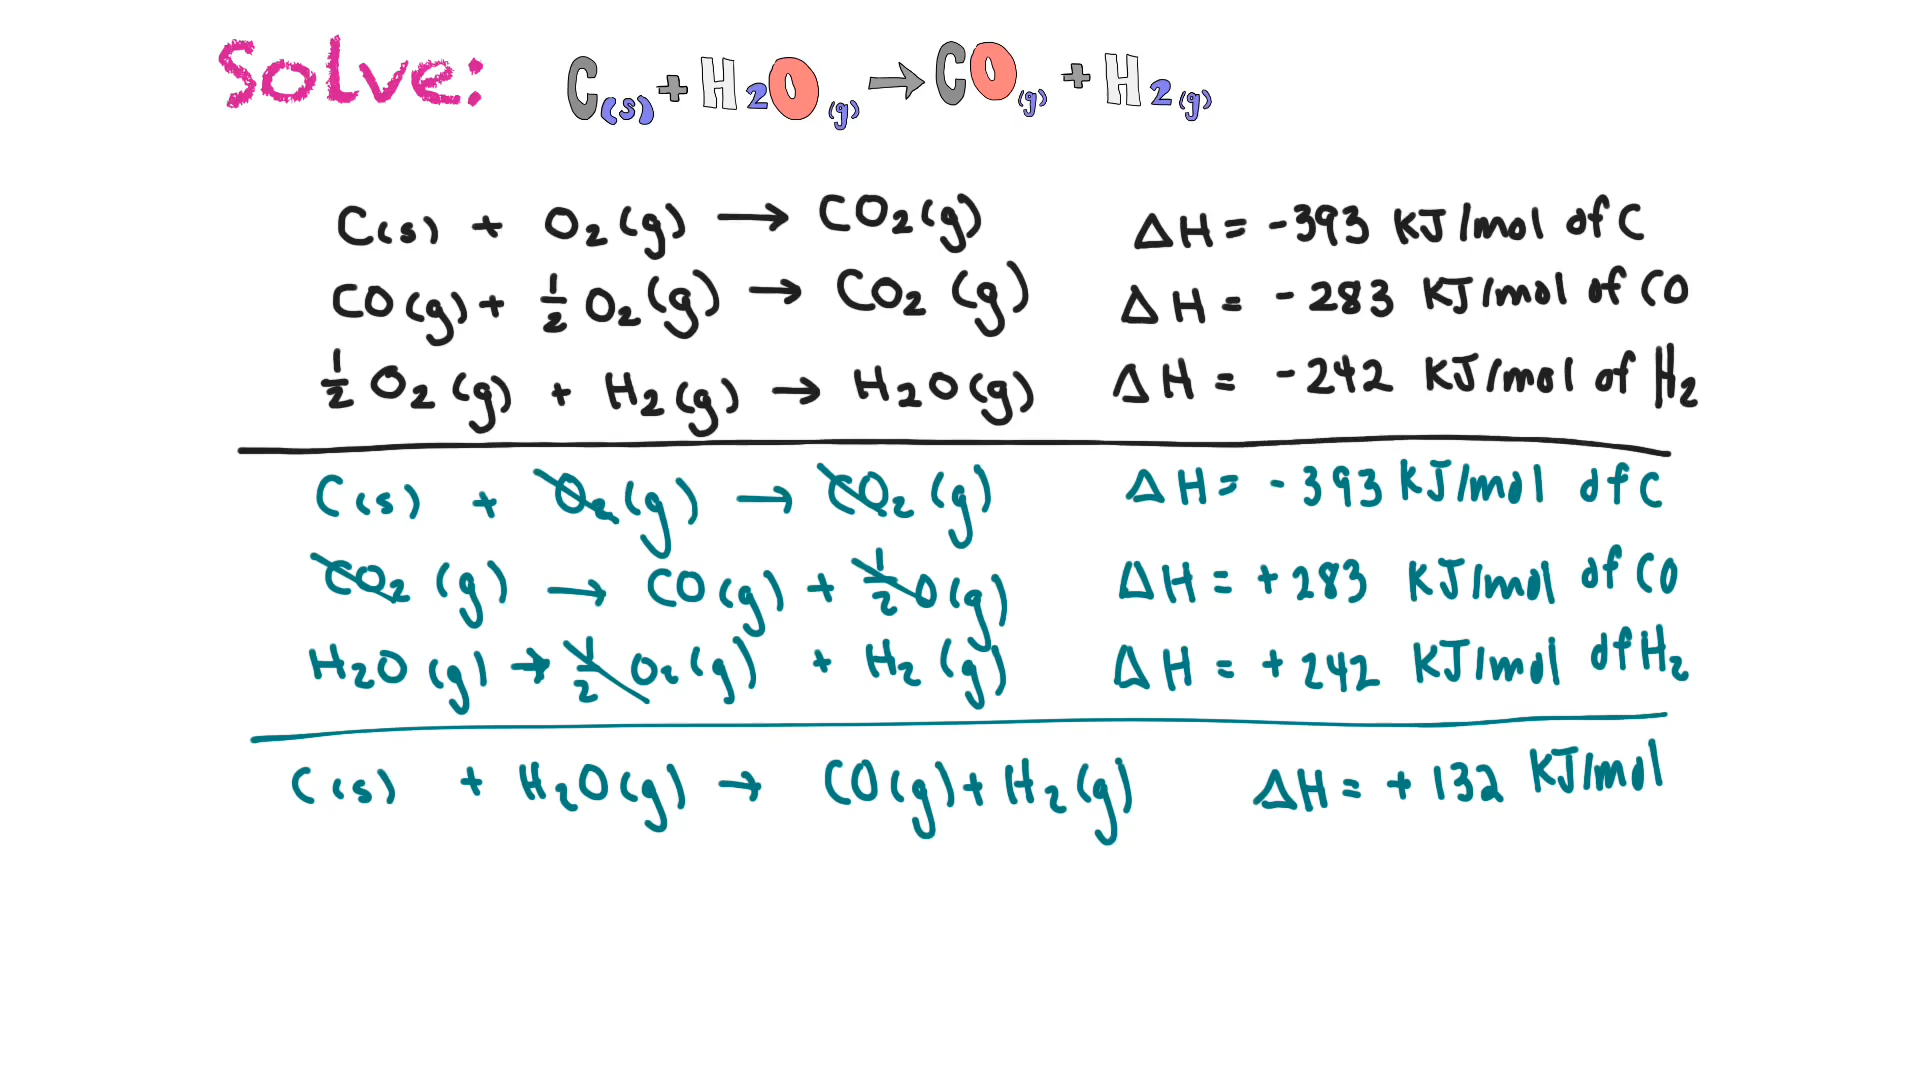 Solve: C(s) + H2O(g) → CO(g) + H2(g)
C(s) + O2(g) → CO2(g) ΔH = -393 KJ/mol of C
CO(g) + 1/2 O2(g) → CO2(g) ΔH = -283 KJ/mol of CO
1/2 O2(g) + H2(g) → H2O(g) ΔH = -242 KJ/mol of H2
C(s) + O2(g) → CO2(g) ΔH = -393 KJ/mol of C
CO2(g) → CO(g) + 1/2 O(g) ΔH = +283 KJ/mol of CO
H2O(g) → 1/2 O2(g) + H2(g) ΔH = +242 KJ/mol of H2
C(s) + H2O(g) → CO(g) + H2(g) ΔH = +132 KJ/mol